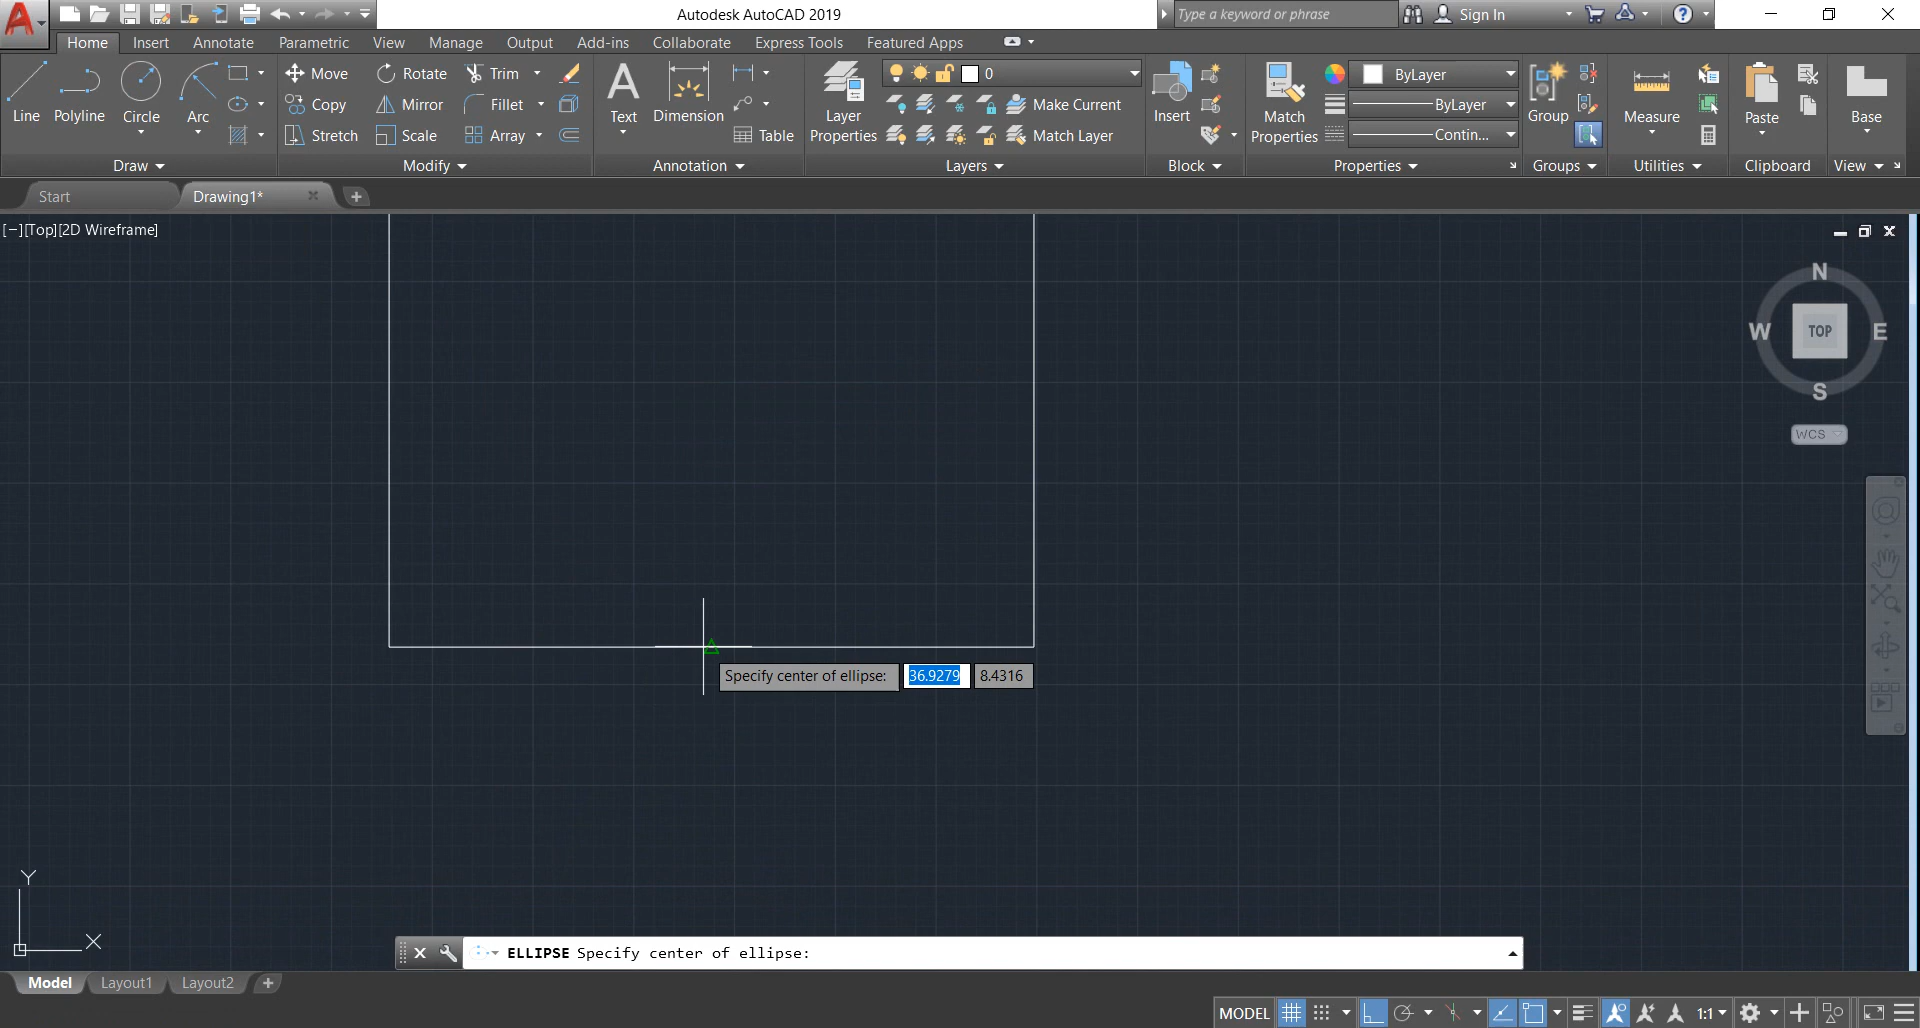 Autodesk AutoCAD 2019
Type a keyword or phrase
Sign In
Home Insert Annotate Parametric View Manage Output Add-ins Collaborate Express Tools Featured Apps
Line Polyline Circle Arc
Move Rotate Trim
Copy Mirror Fillet
Stretch Scale Array
Text Dimension Table
Layer Properties
0
Make Current
Match Layer
Insert
Match Properties
ByLayer
ByLayer
Contin...
Group
Measure
Paste
Base
Draw Modify Annotation Layers Block Properties Groups Utilities Clipboard View
Start Drawing1*
[−][Top][2D Wireframe]
N
W TOP E
S
WCS
Specify center of ellipse: 36.9279 8.4316
Y
X
ELLIPSE Specify center of ellipse:
Model Layout1 Layout2
MODEL 1:1